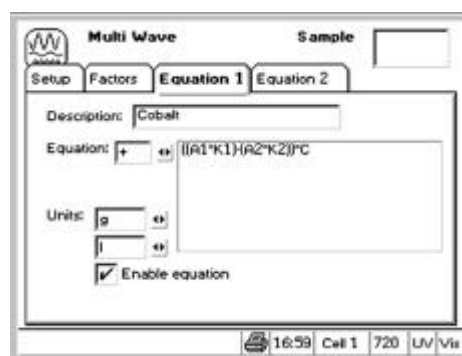 Multi Wave Sample
Setup Factors Equation 1 Equation 2
Description: Cobalt
Equation: + ((A1*K1)-(A2*K2))*C
Units: g
l
Enable equation
16:59 Cell 1 720 UV Vis